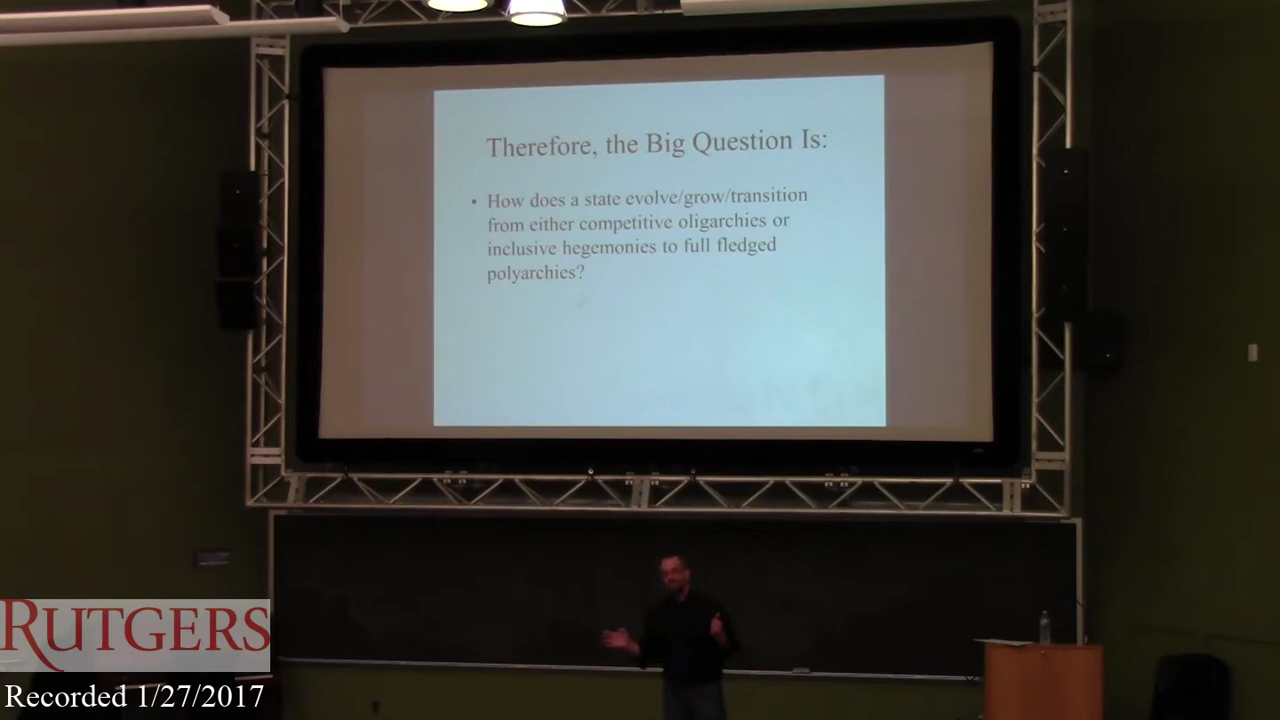 Therefore, the Big Question Is:
• How does a state evolve/grow/transition
from either competitive oligarchies or
inclusive hegemonies to full fledged
polyarchies?
RUTGERS
Recorded 1/27/2017